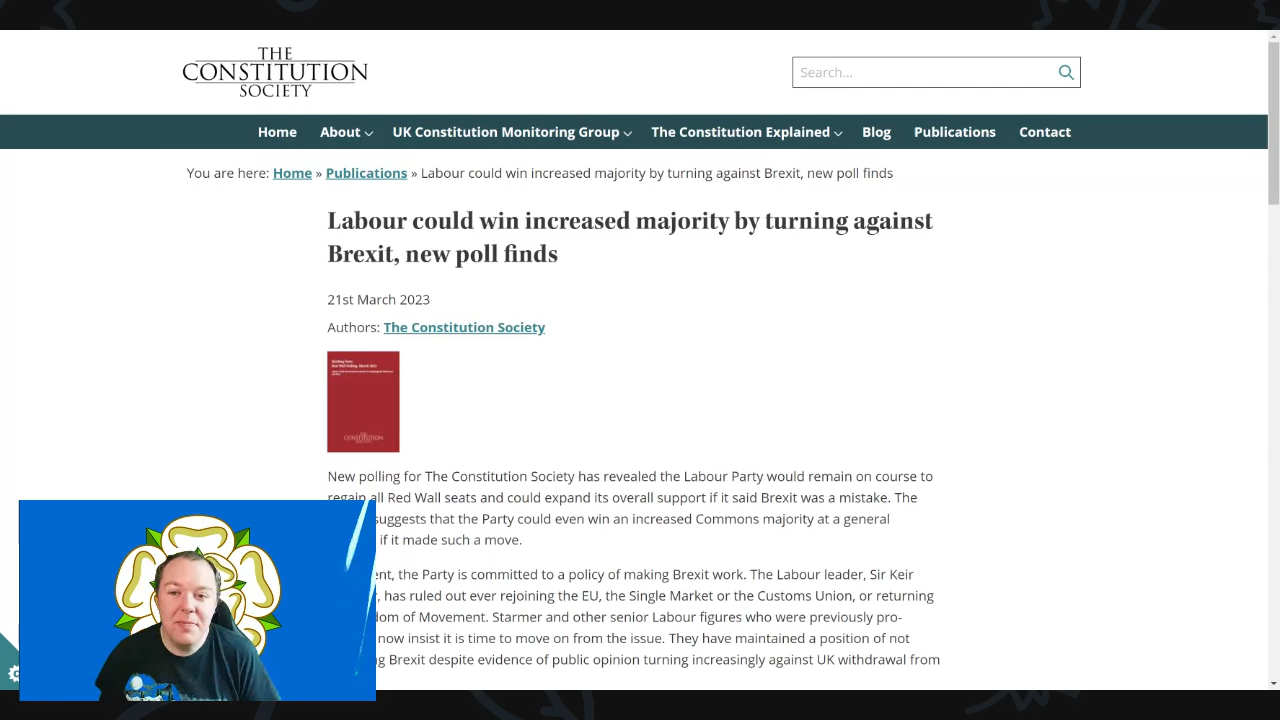 THE
CONSTITUTION
SOCIETY
Search...
Home About UK Constitution Monitoring Group The Constitution Explained Blog Publications Contact
You are here: Home » Publications » Labour could win increased majority by turning against Brexit, new poll finds
Labour could win increased majority by turning against
Brexit, new poll finds
21st March 2023
Authors: The Constitution Society
New polling for The Constitution Society has revealed the Labour Party would remain on course to
regain all Red Wall seats and could expand its overall support if it said Brexit was a mistake. The
suggests that the Party could even win an increased Commons majority at a general
if it made such a move.
the Party is committed to a policy of making Brexit work. The Labour leader, Sir Keir
has ruled out ever rejoining the EU, the Single Market or the Customs Union, or returning
of Movement. Starmer and other senior Labour figures who were previously pro-
now insist it is time to move on from the issue. They have maintained a position of not
Brexit despite evidence of public opinion turning increasingly against UK withdrawal from